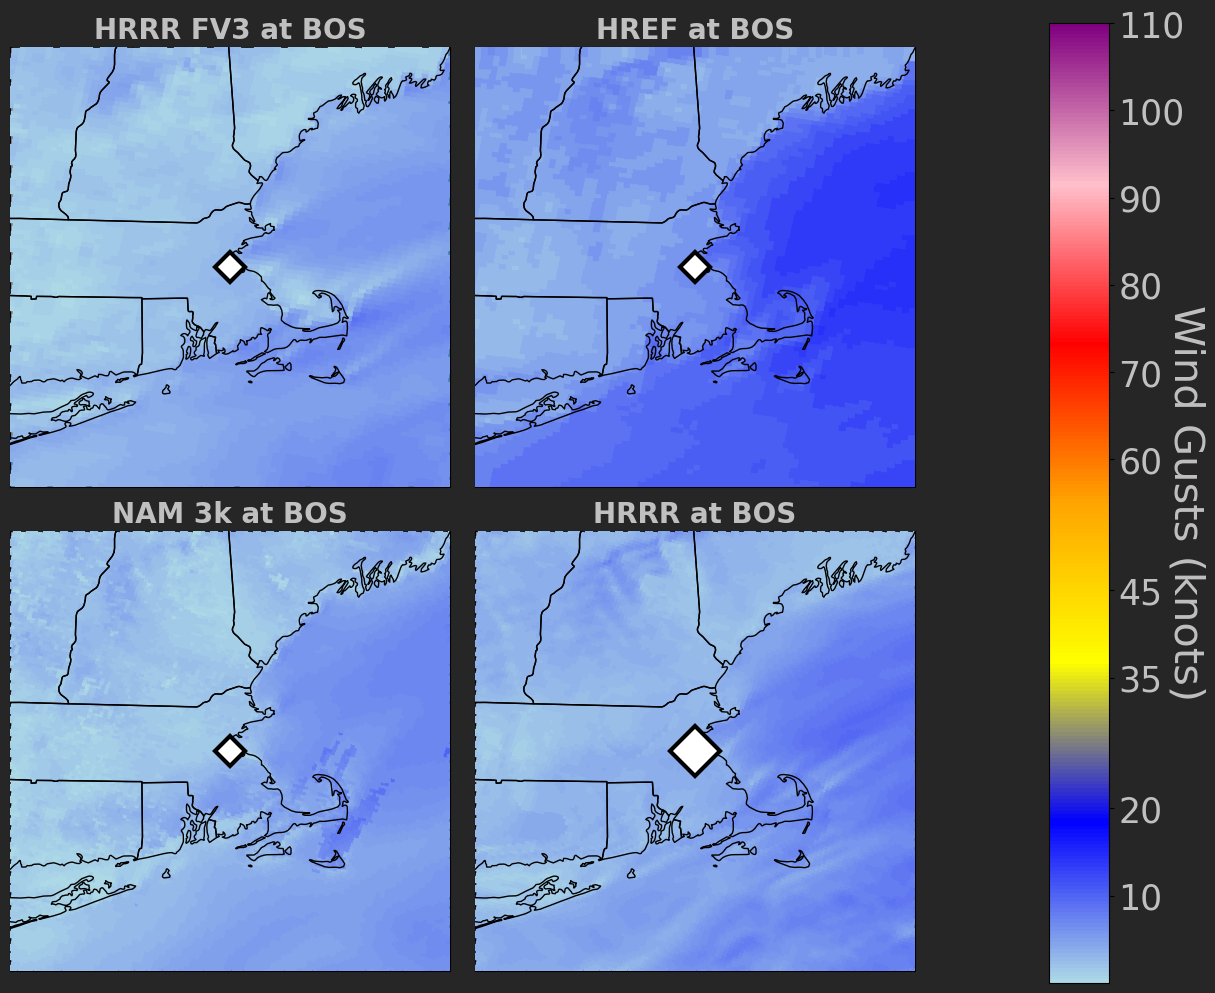 HRRR FV3 at BOS
HREF at BOS
NAM 3k at BOS
HRRR at BOS
110
100
90
80
70
60
45
35
20
10
Wind Gusts (knots)